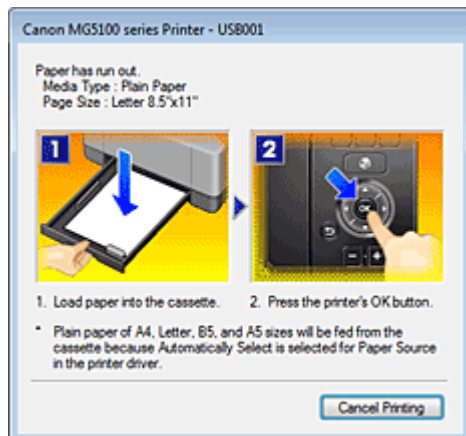 Canon MG5100 series Printer - USB001
Paper has run out.
Media Type : Plain Paper
Page Size : Letter 8.5"x11"
1
2
OK
1. Load paper into the cassette.
2. Press the printer's OK button.
* Plain paper of A4, Letter, B5, and A5 sizes will be fed from the
cassette because Automatically Select is selected for Paper Source
in the printer driver.
Cancel Printing